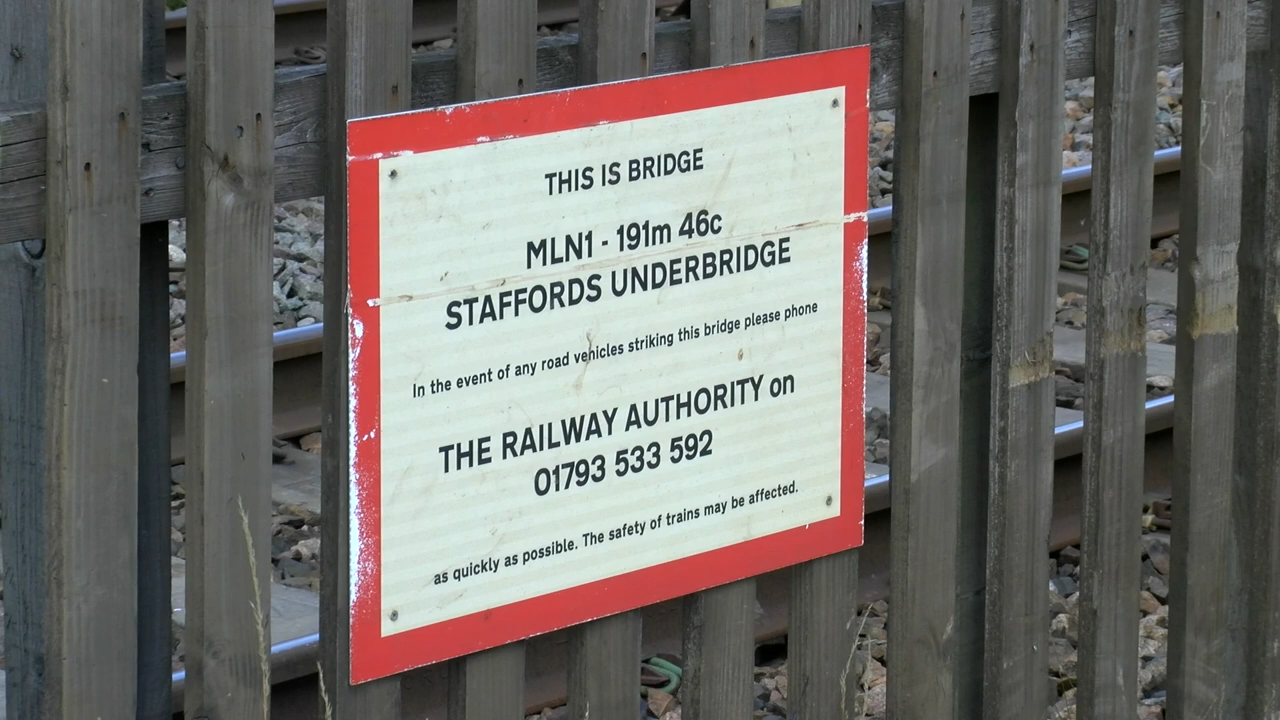 THIS IS BRIDGE
MLN1 - 191m 46c
STAFFORDS UNDERBRIDGE
In the event of any road vehicles striking this bridge please phone
THE RAILWAY AUTHORITY on
01793 533 592
as quickly as possible. The safety of trains may be affected.